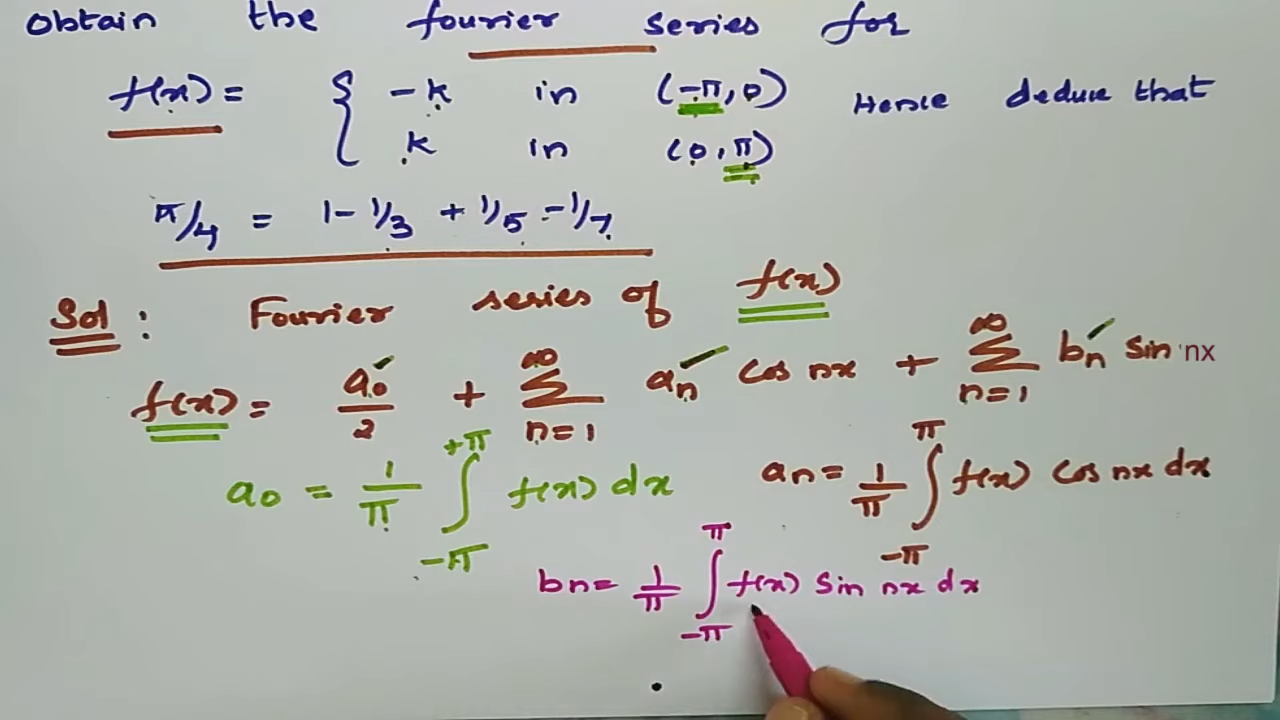 Obtain the fourier series for
f(x) = { -k in (-π, 0) Hence deduce that
k in (0, π)
π/4 = 1 - 1/3 + 1/5 - 1/7
Sol : Fourier series of f(x)
f(x) = a0/2 + ∑ n=1 ∞ an cos nx + ∑ n=1 ∞ bn sin nx
a0 = 1/π ∫ -π +π f(x) dx an = 1/π ∫ -π π f(x) cos nx dx
bn = 1/π ∫ -π π f(x) sin nx dx